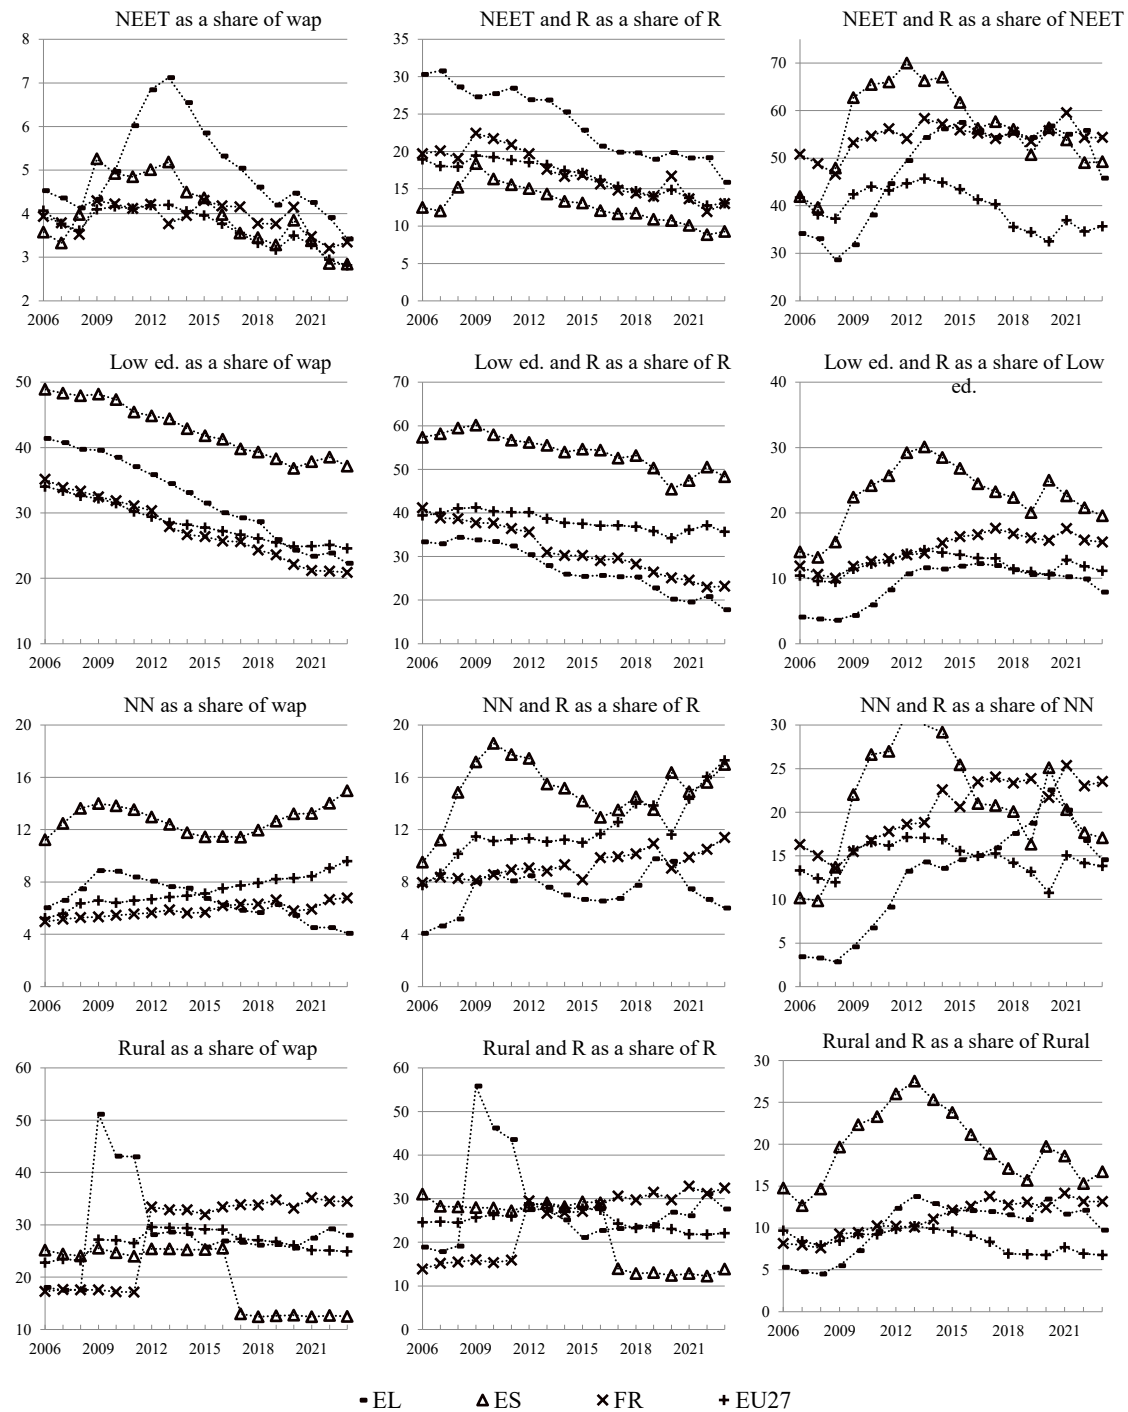 NEET as a share of wap
NEET and R as a share of R
NEET and R as a share of NEET
8
7
6
5
4
3
2
2006 2009 2012 2015 2018 2021
35
30
25
20
15
10
5
0
2006 2009 2012 2015 2018 2021
70
60
50
40
30
20
2006 2009 2012 2015 2018 2021
Low ed. as a share of wap
Low ed. and R as a share of R
Low ed. and R as a share of Low
ed.
50
40
30
20
10
2006 2009 2012 2015 2018 2021
70
60
50
40
30
20
10
2006 2009 2012 2015 2018 2021
40
30
20
10
0
2006 2009 2012 2015 2018 2021
NN as a share of wap
NN and R as a share of R
NN and R as a share of NN
20
16
12
8
4
0
2006 2009 2012 2015 2018 2021
20
16
12
8
4
0
2006 2009 2012 2015 2018 2021
30
25
20
15
10
5
0
2006 2009 2012 2015 2018 2021
Rural as a share of wap
Rural and R as a share of R
Rural and R as a share of Rural
60
50
40
30
20
10
2006 2009 2012 2015 2018 2021
60
50
40
30
20
10
0
2006 2009 2012 2015 2018 2021
30
25
20
15
10
5
0
2006 2009 2012 2015 2018 2021
EL ES FR EU27